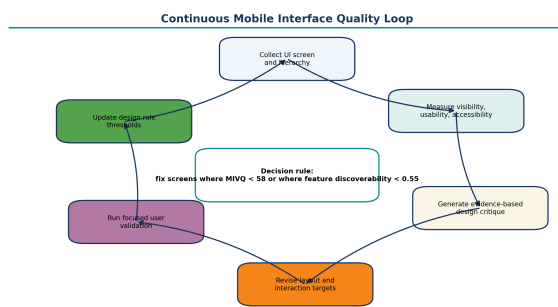 Continuous Mobile Interface Quality Loop
Collect UI screen
and hierarchy
Measure visibility,
usability, accessibility
Generate evidence-based
design critique
Revise layout and
interaction targets
Run focused user
validation
Update design rule
thresholds
Decision rule:
fix screens where MIVQ < 58 or where feature discoverability < 0.55